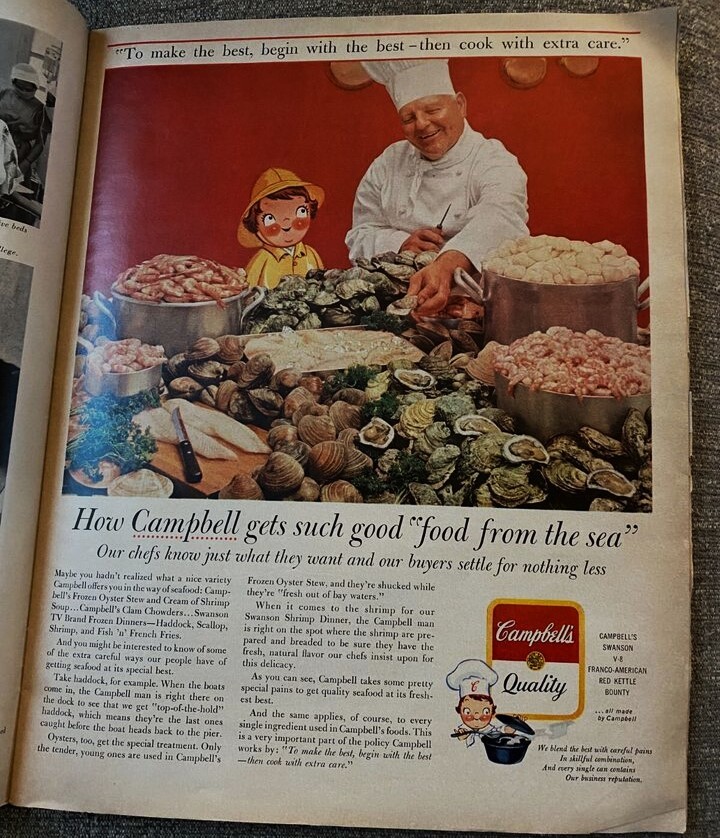 "To make the best, begin with the best – then cook with extra care."
ve beds
lege.
How Campbell gets such good "food from the sea"
Our chefs know just what they want and our buyers settle for nothing less
Maybe you hadn't realized what a nice variety
Campbell offers you in the way of seafood: Camp-
bell's Frozen Oyster Stew and Cream of Shrimp
Soup...Campbell's Clam Chowders...Swanson
TV Brand Frozen Dinners—Haddock, Scallop,
Shrimp, and Fish 'n' French Fries.
And you might be interested to know of some
of the extra careful ways our people have of
getting seafood at its special best.
Take haddock, for example. When the boats
come in, the Campbell man is right there on
the dock to see that we get "top-of-the-hold"
haddock, which means they're the last ones
caught before the boat heads back to the pier.
Oysters, too, get the special treatment. Only
the tender, young ones are used in Campbell's
Frozen Oyster Stew, and they're shucked while
they're "fresh out of bay waters."
When it comes to the shrimp for our
Swanson Shrimp Dinner, the Campbell man
is right on the spot where the shrimp are pre-
pared and breaded to be sure they have the
fresh, natural flavor our chefs insist upon for
this delicacy.
As you can see, Campbell takes some pretty
special pains to get quality seafood at its fresh-
est best.
And the same applies, of course, to every
single ingredient used in Campbell's foods. This
is a very important part of the policy Campbell
works by: "To make the best, begin with the best
—then cook with extra care."
Campbell's
Quality
C
CAMPBELL'S
SWANSON
V-8
FRANCO-AMERICAN
RED KETTLE
BOUNTY
...all made
by Campbell
We blend the best with careful pains
In skillful combination,
And every single can contains
Our business reputation.